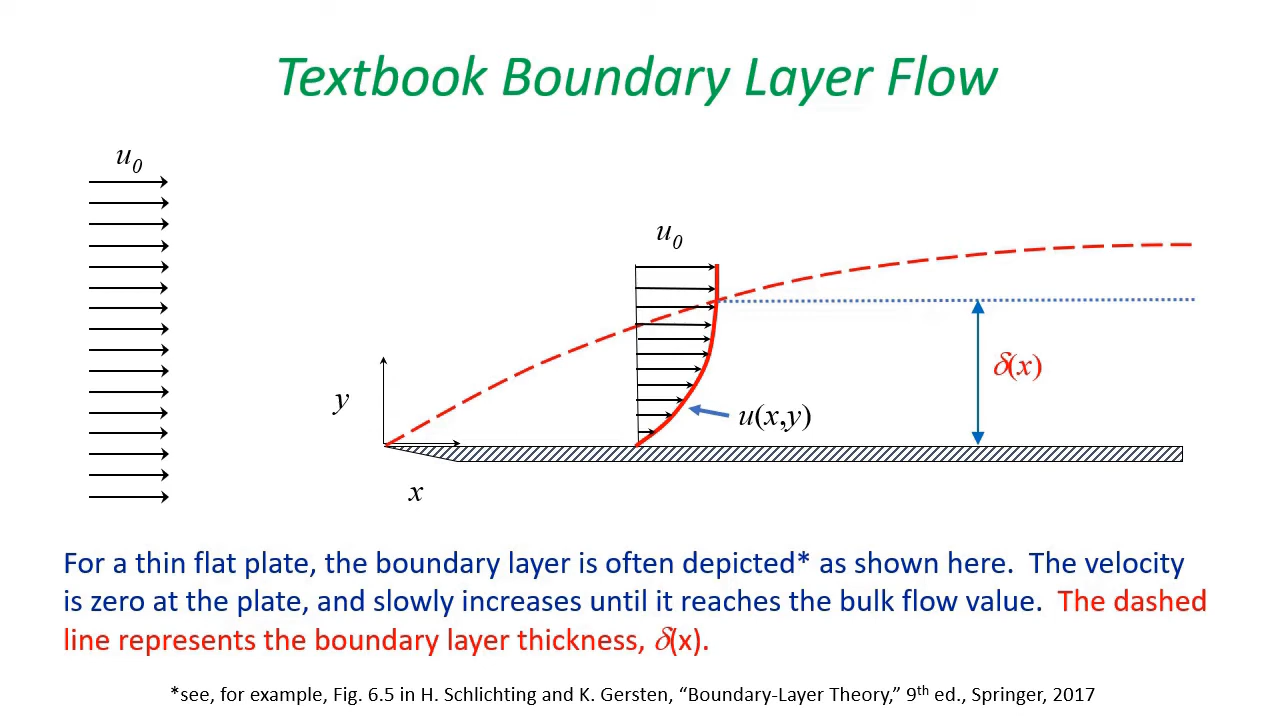 Textbook Boundary Layer Flow
u0
u0
δ(x)
y
u(x,y)
x
For a thin flat plate, the boundary layer is often depicted* as shown here. The velocity
is zero at the plate, and slowly increases until it reaches the bulk flow value. The dashed
line represents the boundary layer thickness, δ(x).
*see, for example, Fig. 6.5 in H. Schlichting and K. Gersten, “Boundary-Layer Theory,” 9th ed., Springer, 2017